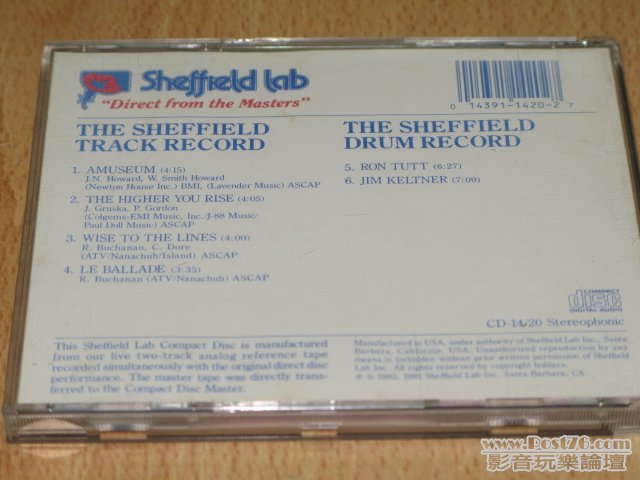 Sheffield Lab
"Direct from the Masters"
0 14391-1420-2 7
THE SHEFFIELD
TRACK RECORD
1. AMUSEUM (4:15)
J.N. Howard, W. Smith Howard
(Newton House Inc.) BMI, (Lavender Music) ASCAP
2. THE HIGHER YOU RISE (4:05)
J. Gruska, P. Gordon
(Colgems-EMI Music, Inc./J-88 Music/
Paul Doll Music) ASCAP
3. WISE TO THE LINES (4:00)
R. Buchanan, C. Dore
(ATV/Nanachub/Island) ASCAP
4. LE BALLADE (3:35)
R. Buchanan (ATV/Nanachub) ASCAP
THE SHEFFIELD
DRUM RECORD
5. RON TUTT (6:27)
6. JIM KELTNER (7:09)
COMPACT
disc
DIGITAL AUDIO
CD-14/20 Stereophonic
This Sheffield Lab Compact Disc is manufactured
from our live two-track analog reference tape
recorded simultaneously with the original direct disc
performance. The master tape was directly trans-
ferred to the Compact Disc Master.
Manufactured in USA, under authority of Sheffield Lab Inc., Santa
Barbara, California, USA. Unauthorized reproduction by any
means is forbidden without prior written permission of Sheffield
Lab Inc. All rights reserved by copyright holders.
℗ © 1982, 1981 Sheffield Lab Inc. Santa Barbara, CA
www.Post76.com
影音玩樂論壇